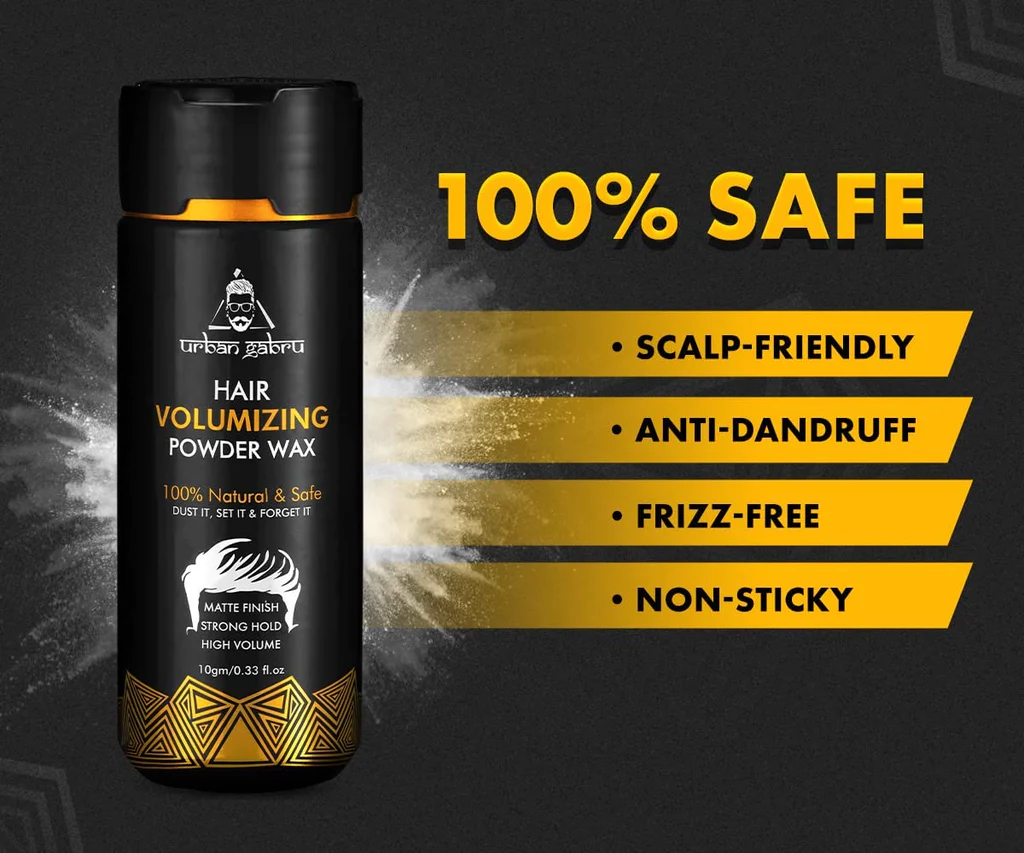 urban gabru
HAIR
VOLUMIZING
POWDER WAX
100% Natural & Safe
DUST IT, SET IT & FORGET IT
MATTE FINISH
STRONG HOLD
HIGH VOLUME
10gm/0.33 fl.oz
100% SAFE
• SCALP-FRIENDLY
• ANTI-DANDRUFF
• FRIZZ-FREE
• NON-STICKY